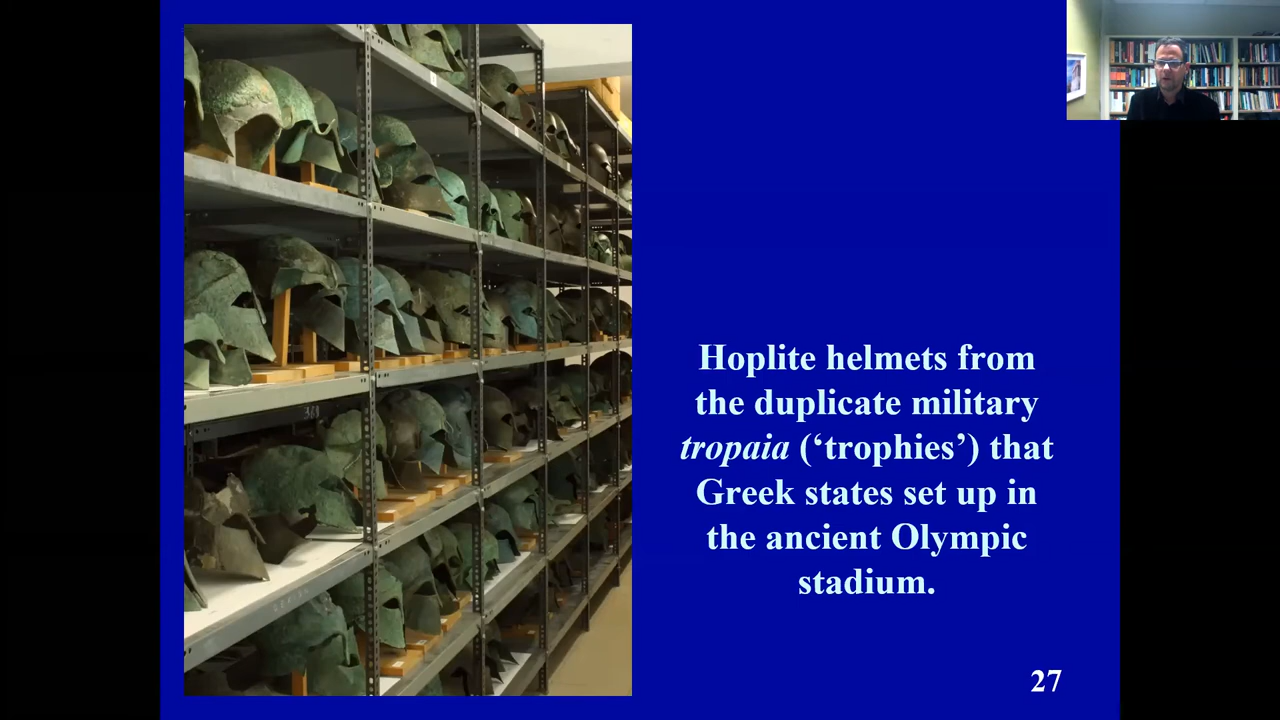 Hoplite helmets from
the duplicate military
tropaia (‘trophies’) that
Greek states set up in
the ancient Olympic
stadium.
27